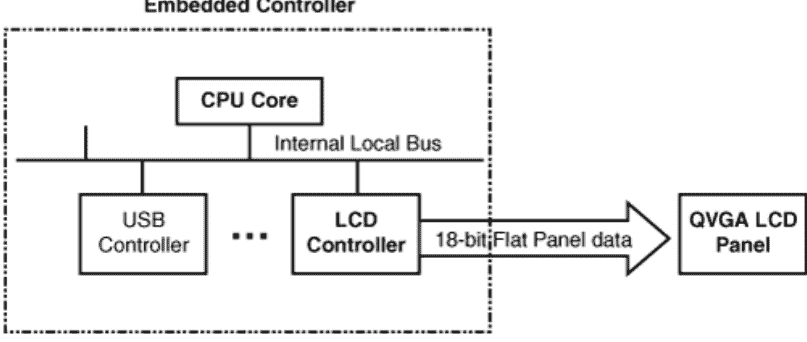 Embedded Controller
CPU Core
Internal Local Bus
USB
Controller
...
LCD
Controller
18-bit Flat Panel data
QVGA LCD
Panel